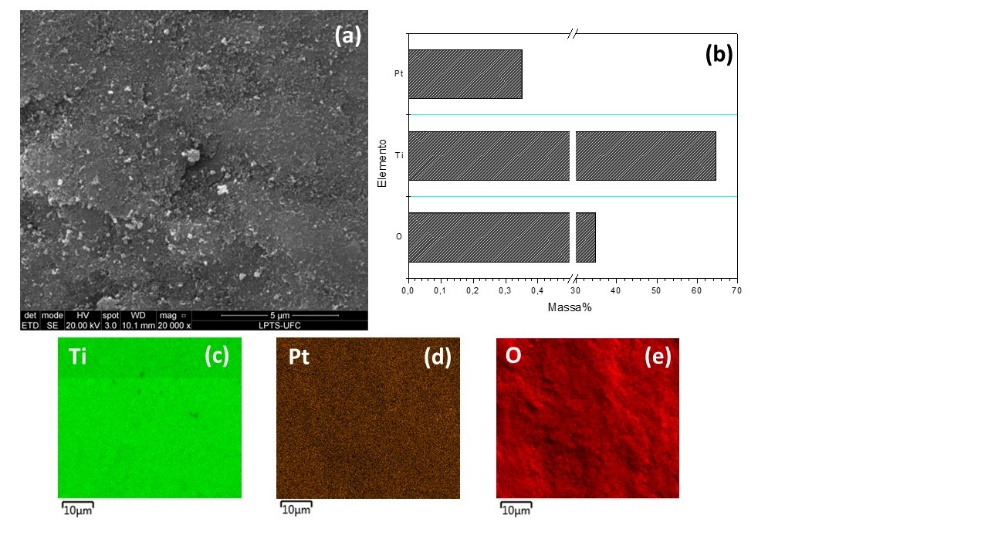 (a)
det mode HV spot WD mag □ 5 µm
ETD SE 20.00 kV 3.0 10.1 mm 20 000 x LPTS-UFC
(b)
Elemento
Pt
Ti
O
0,0 0,1 0,2 0,3 0,4 30 40 50 60 70
Massa%
Ti (c)
10µm
Pt (d)
10µm
O (e)
10µm